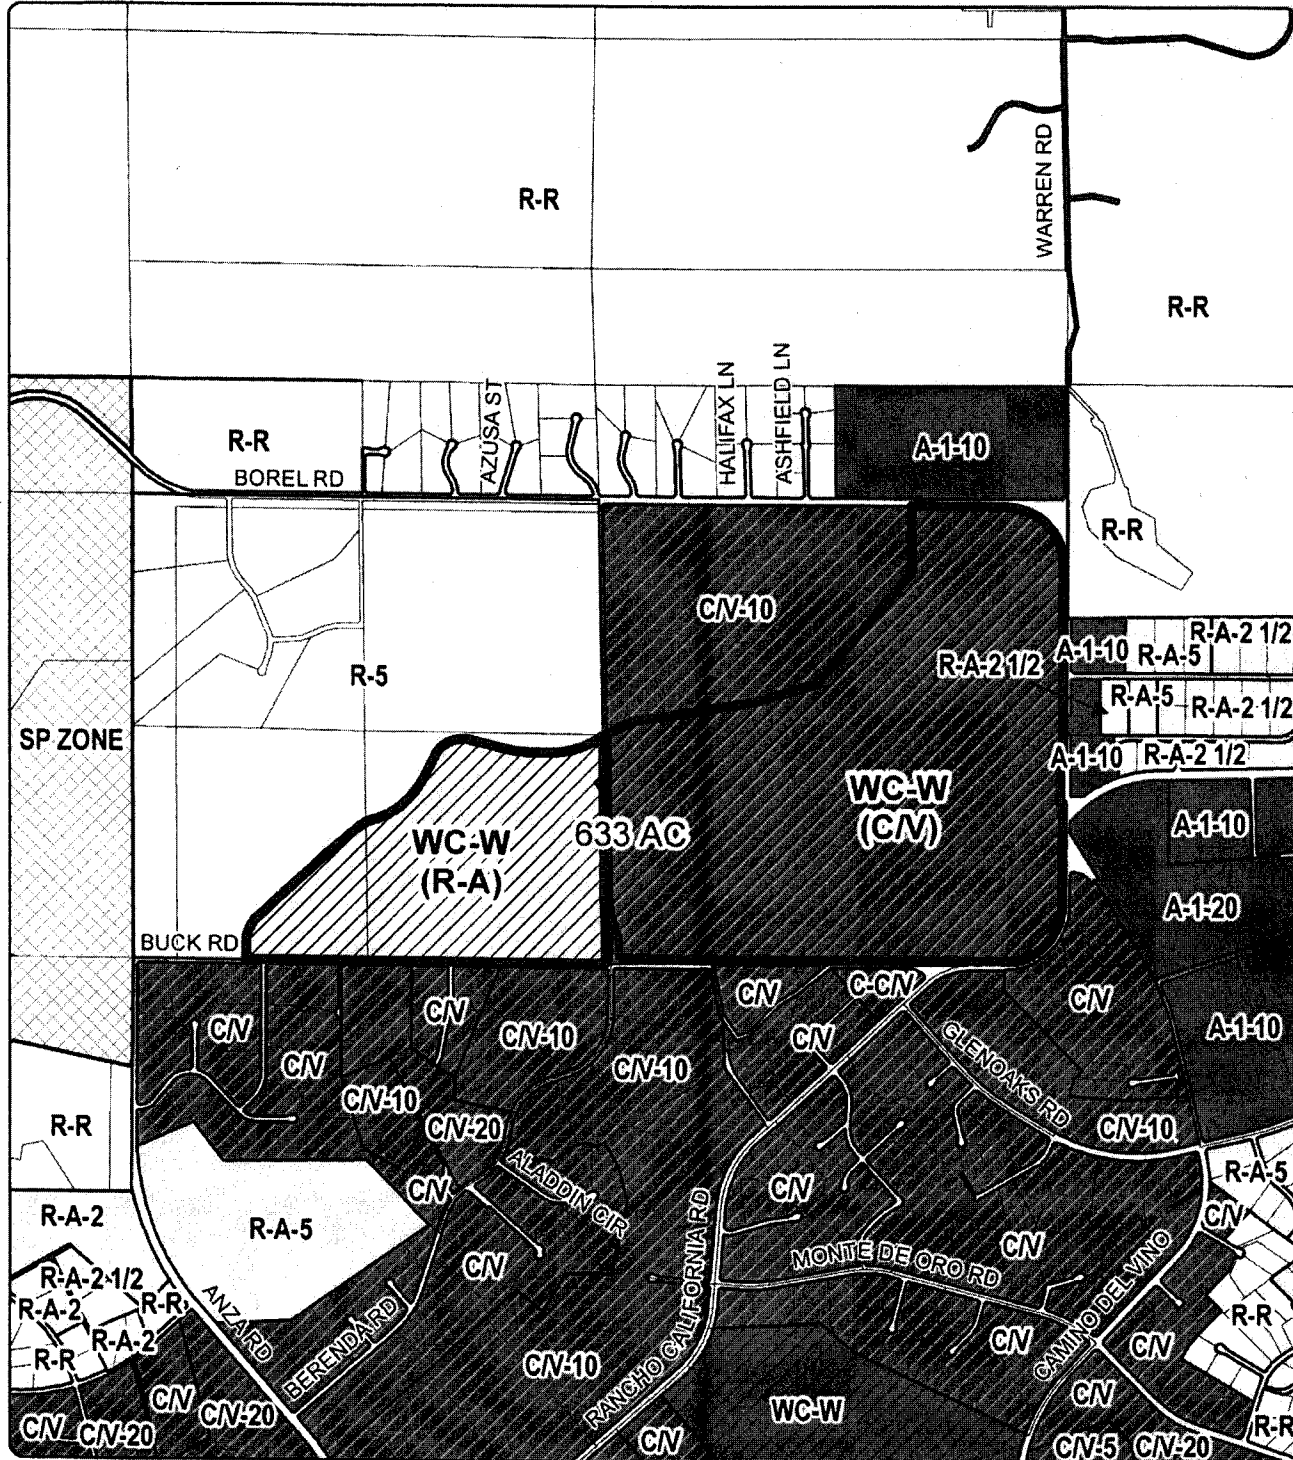 WARREN RD
R-R
R-R
R-R
BOREL RD
AZUSA ST
HALIFAX LN
ASHFIELD LN
A-1-10
R-R
C/V-10
R-5
R-A-2 1/2
A-1-10
R-A-5
R-A-2 1/2
R-A-5
R-A-2 1/2
A-1-10
R-A-2 1/2
SP ZONE
WC-W
(R-A)
633 AC
WC-W
(C/V)
A-1-10
A-1-20
BUCK RD
C/V
C/V
C/V
C/V-10
C/V-10
C/V-10
C/V-20
C/V
C-C/V
C/V
C/V
GLENOAKS RD
A-1-10
C/V-10
R-R
R-A-2
R-A-5
C/V
ALADDIN CIR
C/V
C/V
R-A-5
C/V
C/V
MONTE DE ORO RD
CAMINO DEL VINO
RANCHO CALIFORNIA RD
R-A-2 1/2
R-A-2
R-R
R-A-2
R-R
ANZA RD
BERENDA RD
C/V-10
C/V
C/V
R-R
C/V
C/V-20
C/V
C/V-20
C/V
WC-W
C/V
C/V-5
C/V-20
R-R